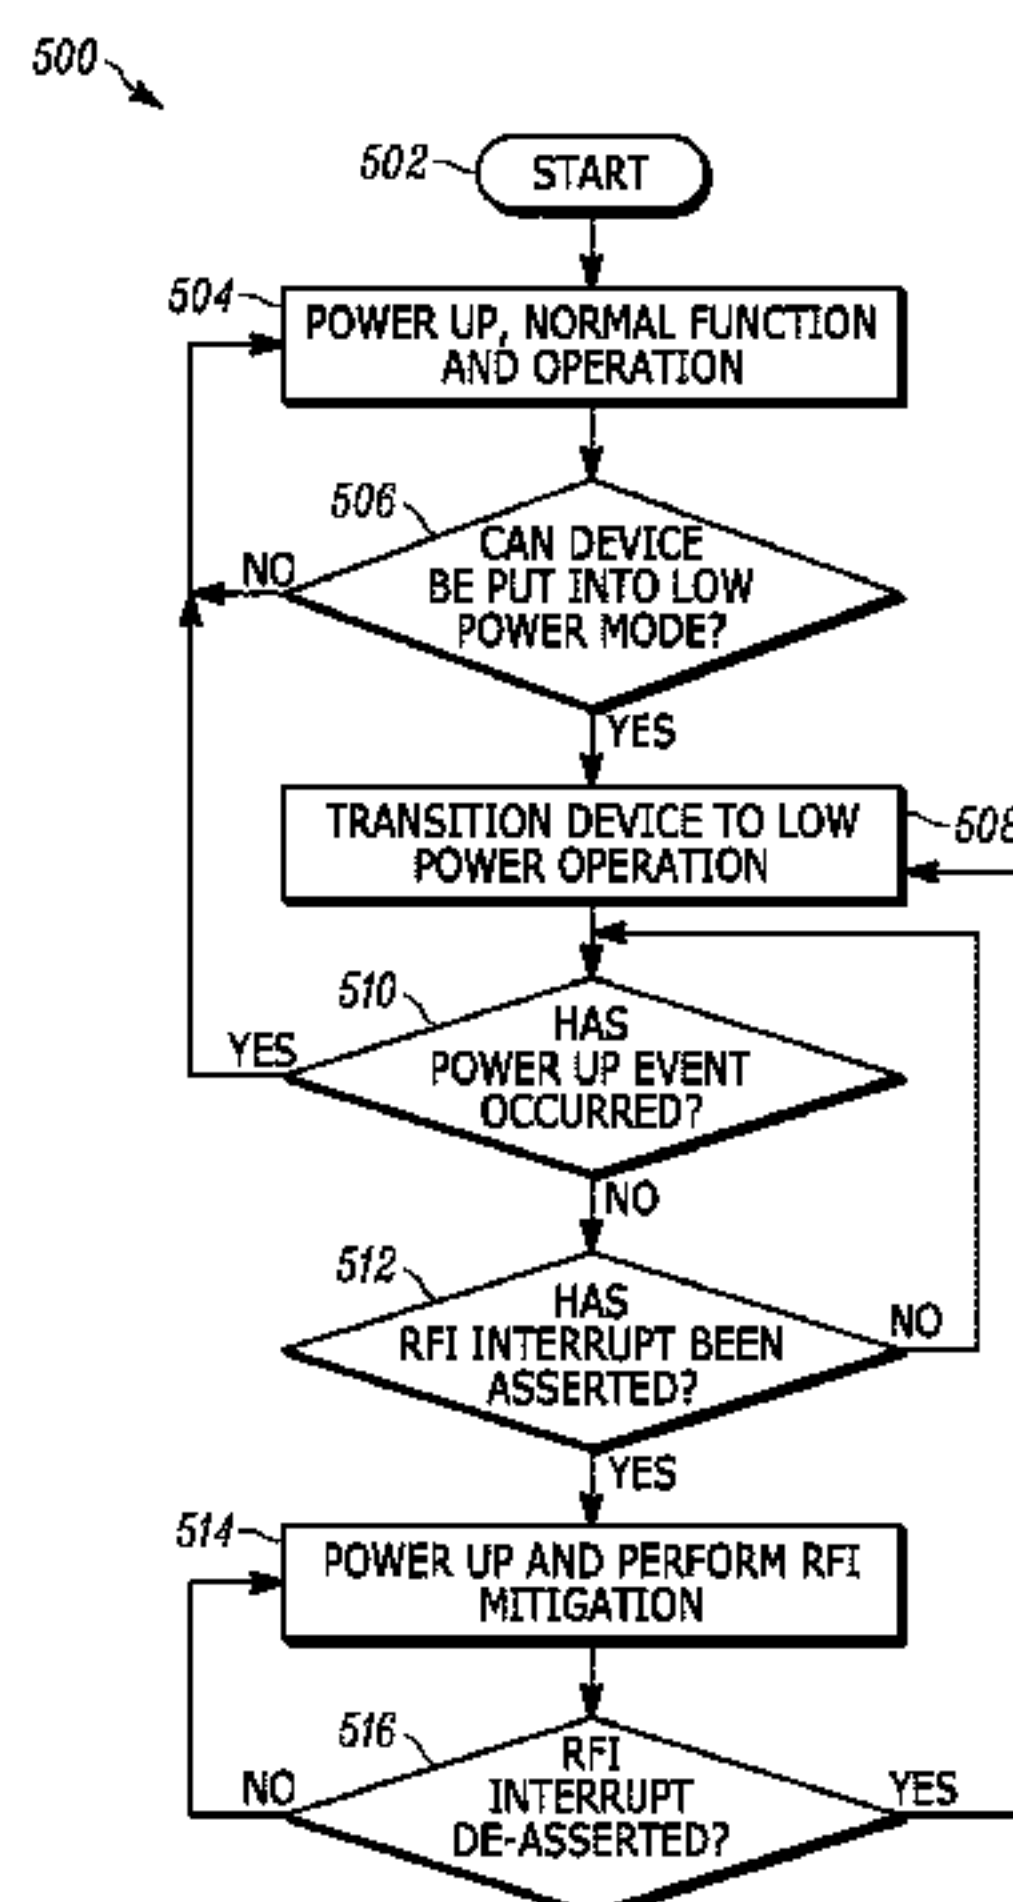 500
502
START
504
POWER UP, NORMAL FUNCTION
AND OPERATION
506
CAN DEVICE
BE PUT INTO LOW
POWER MODE?
NO
YES
TRANSITION DEVICE TO LOW
POWER OPERATION
508
510
HAS
POWER UP EVENT
OCCURRED?
YES
NO
512
HAS
RFI INTERRUPT BEEN
ASSERTED?
NO
YES
514
POWER UP AND PERFORM RFI
MITIGATION
516
RFI
INTERRUPT
DE-ASSERTED?
NO
YES